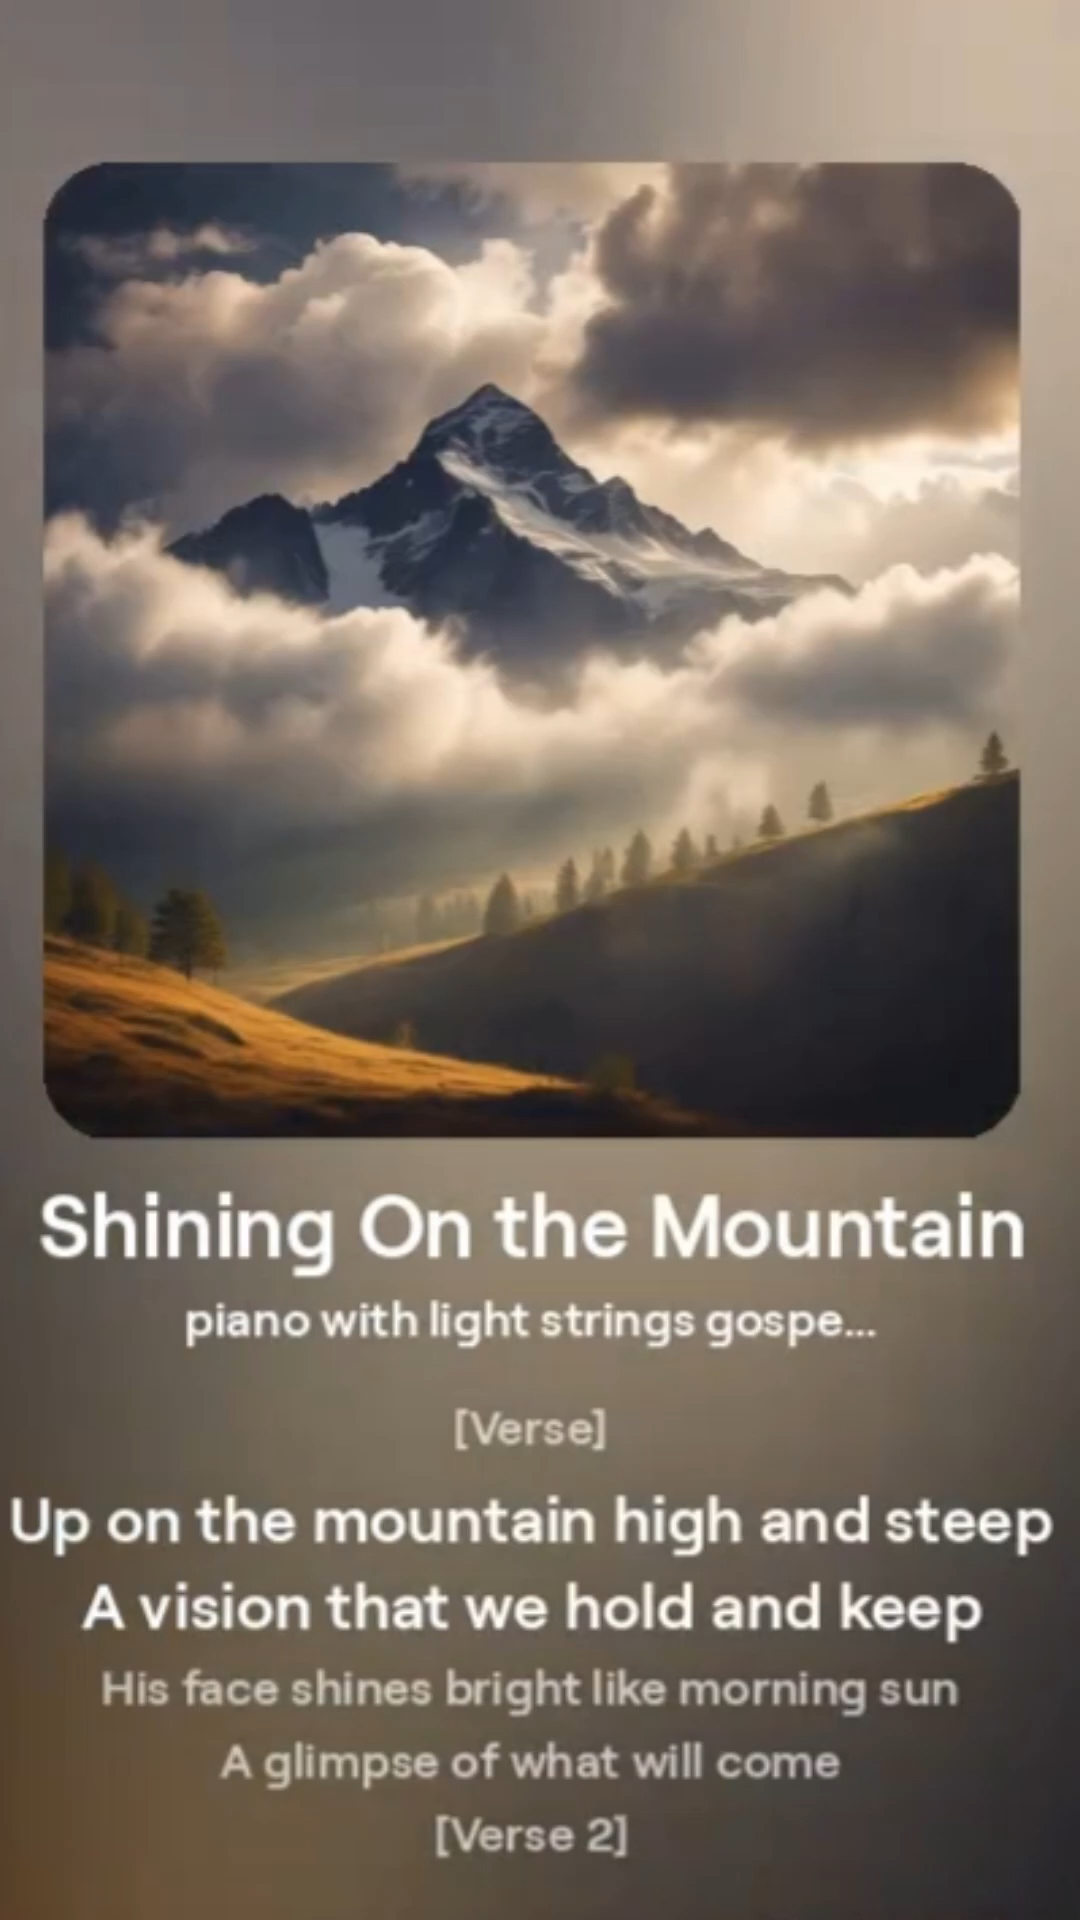 Shining On the Mountain
piano with light strings gospe...
[Verse]
Up on the mountain high and steep
A vision that we hold and keep
His face shines bright like morning sun
A glimpse of what will come
[Verse 2]